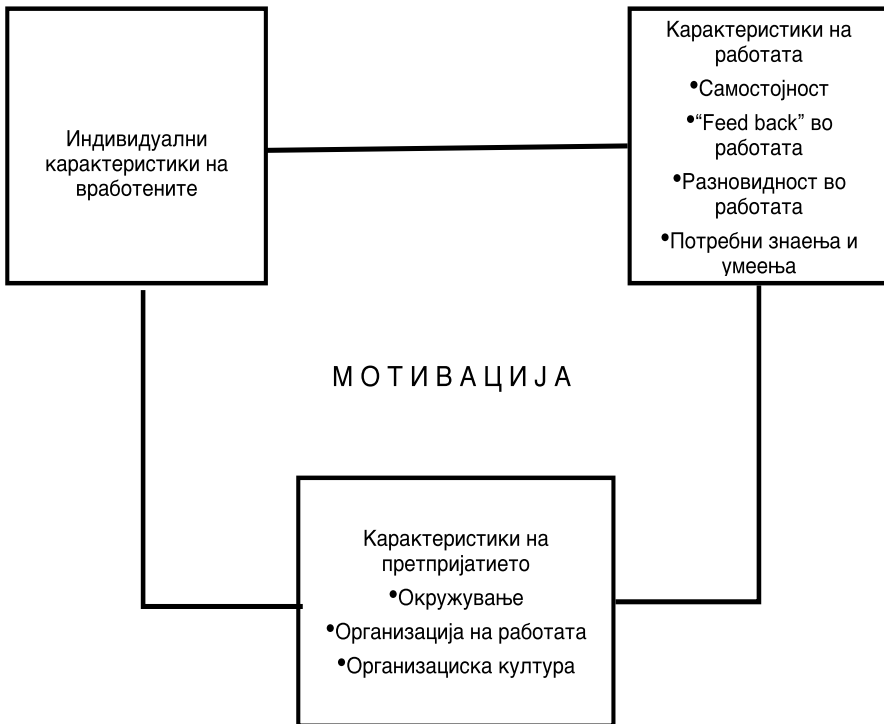 Индивидуални
карактеристики на
вработените
Карактеристики на
работата
•Самостојност
•“Feed back” во
работата
•Разновидност во
работата
•Потребни знаења и
умеења
М О Т И В А Ц И Ј А
Карактеристики на
претпријатието
•Окружување
•Организација на работата
•Организациска култура